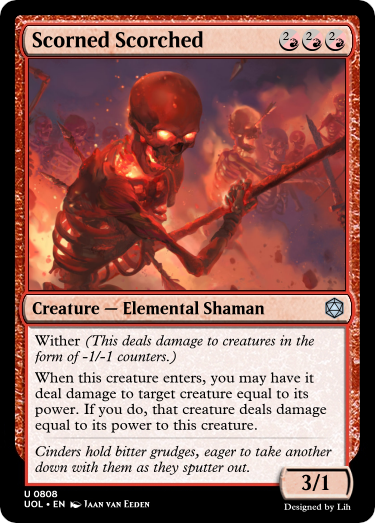 Scorned Scorched
Creature — Elemental Shaman
Wither (This deals damage to creatures in the
form of -1/-1 counters.)
When this creature enters, you may have it
deal damage to target creature equal to its
power. If you do, that creature deals damage
equal to its power to this creature.
Cinders hold bitter grudges, eager to take another
down with them as they sputter out.
3/1
U 0808
UOL • EN Jaan van Eeden
Designed by Lih